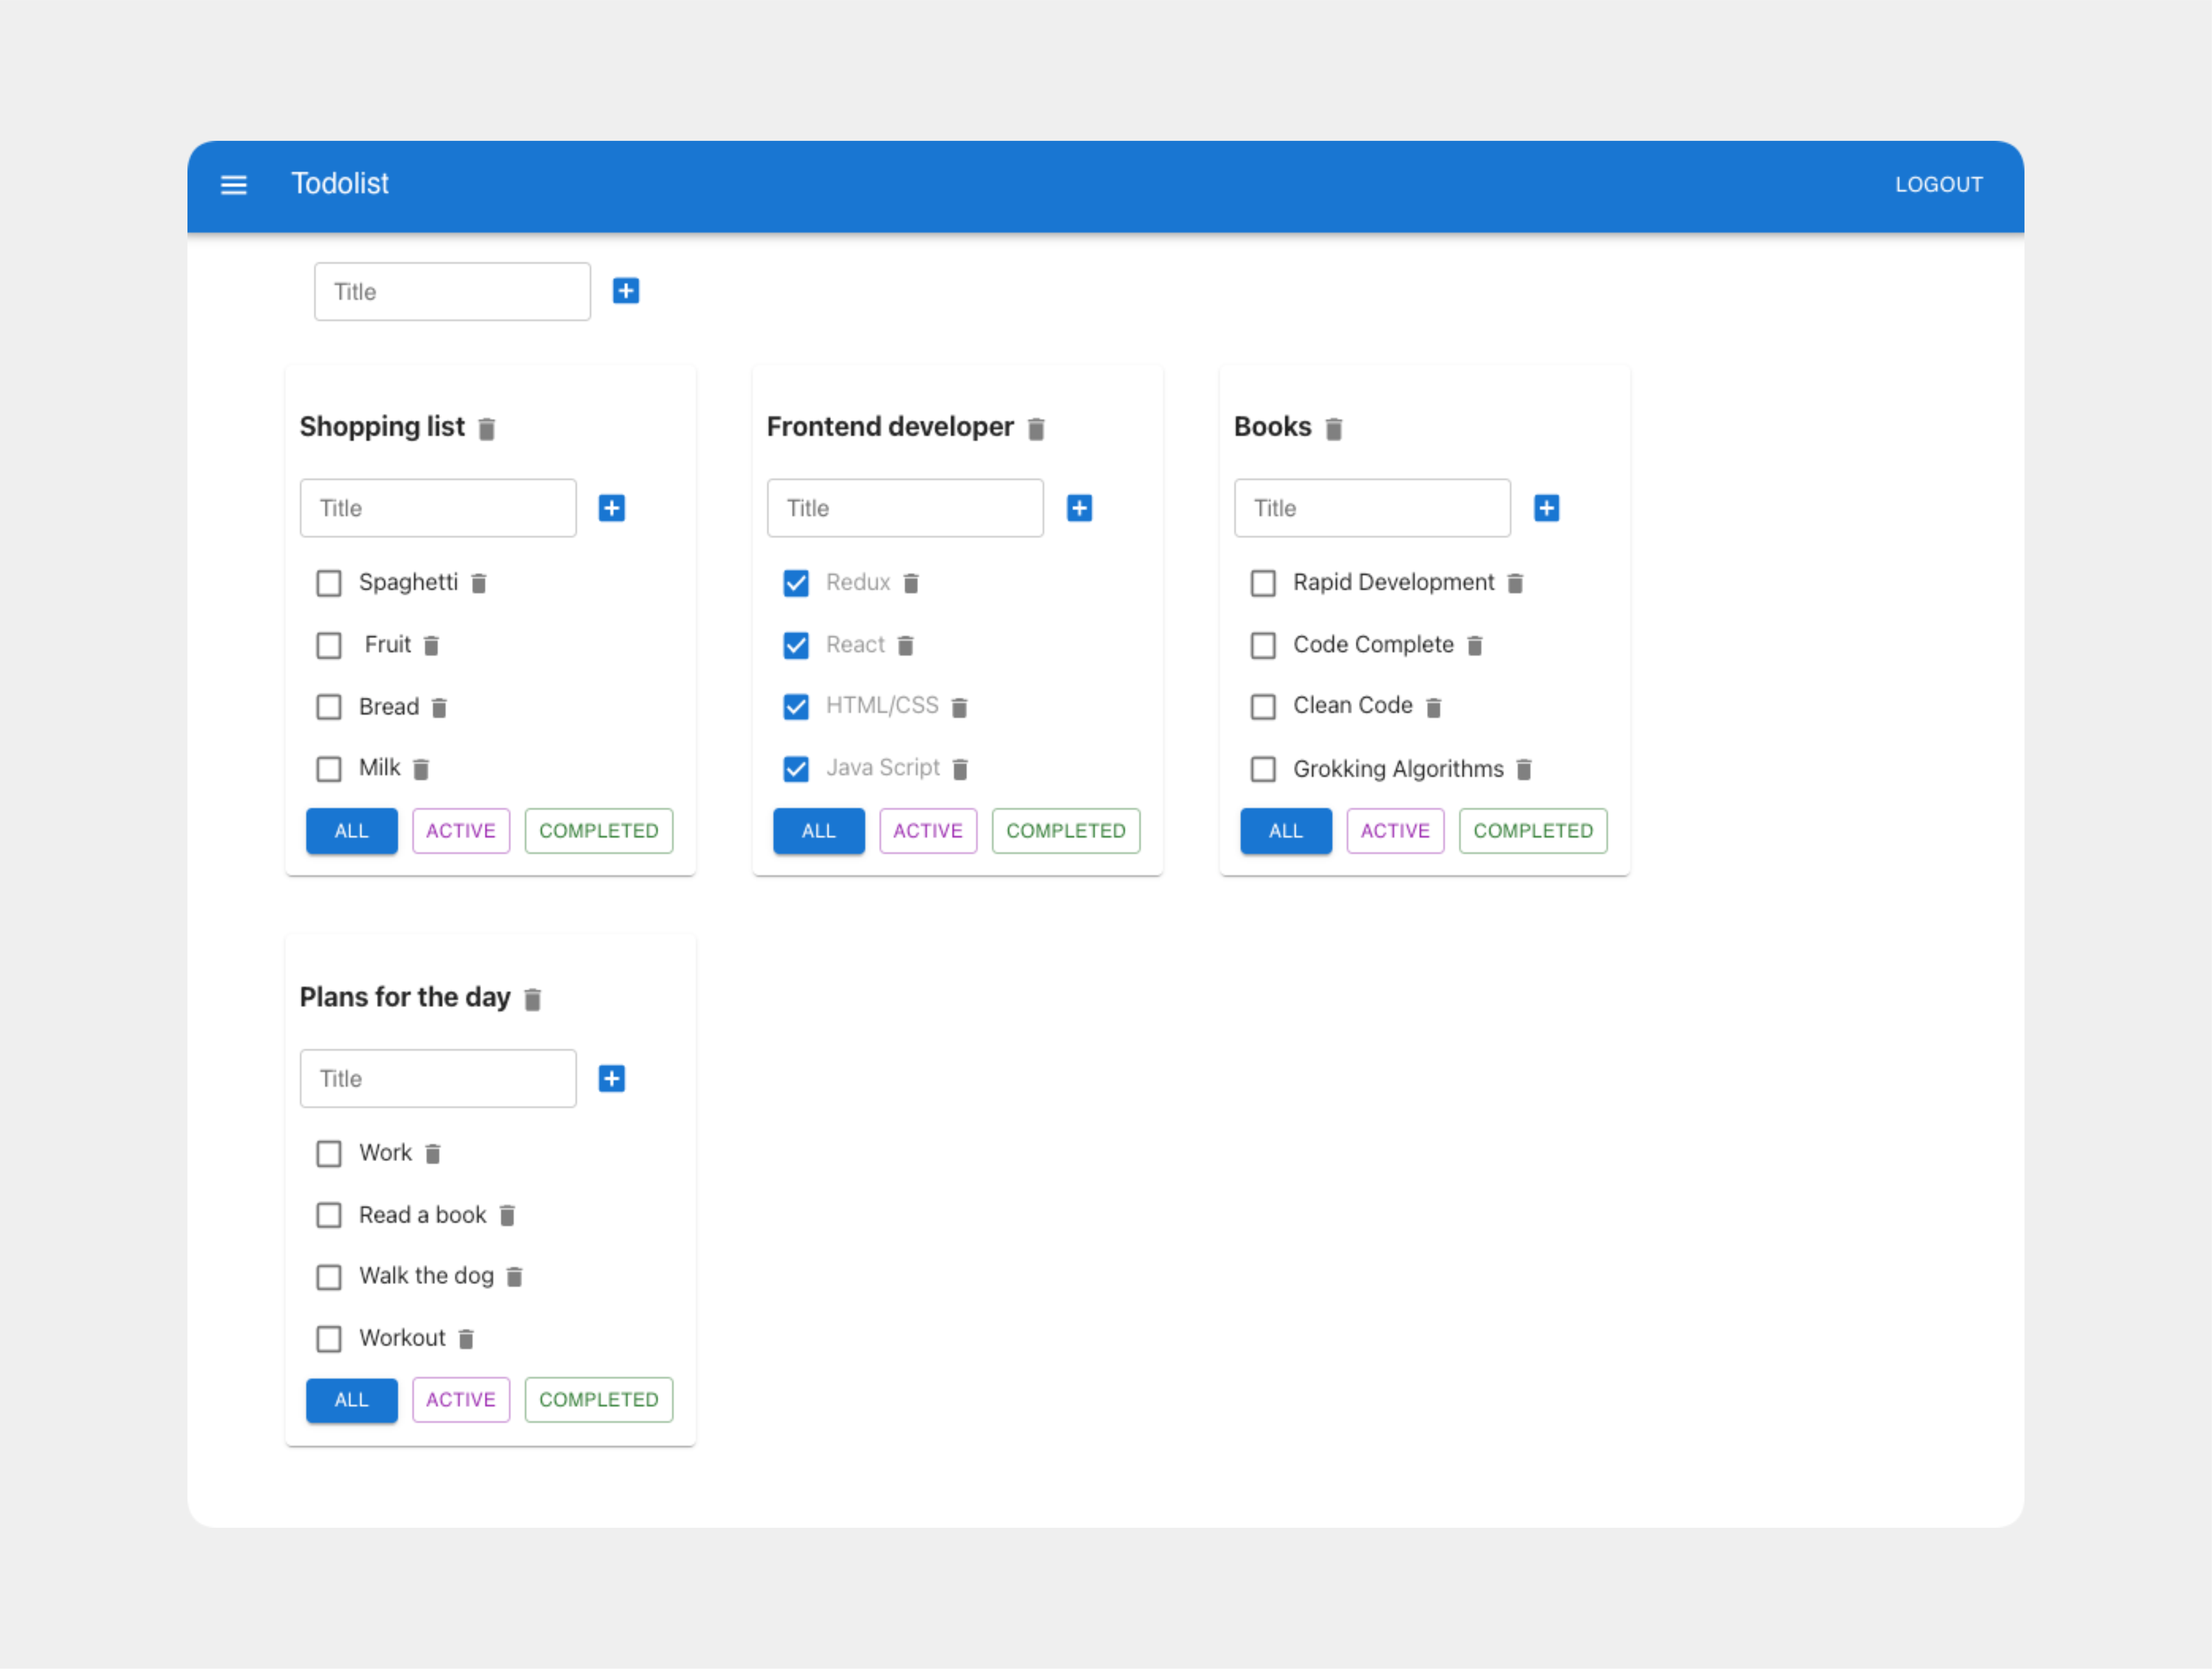 Todolist
LOGOUT
Title
Shopping list
Title
Spaghetti
Fruit
Bread
Milk
ALL ACTIVE COMPLETED
Frontend developer
Title
Redux
React
HTML/CSS
Java Script
ALL ACTIVE COMPLETED
Books
Title
Rapid Development
Code Complete
Clean Code
Grokking Algorithms
ALL ACTIVE COMPLETED
Plans for the day
Title
Work
Read a book
Walk the dog
Workout
ALL ACTIVE COMPLETED